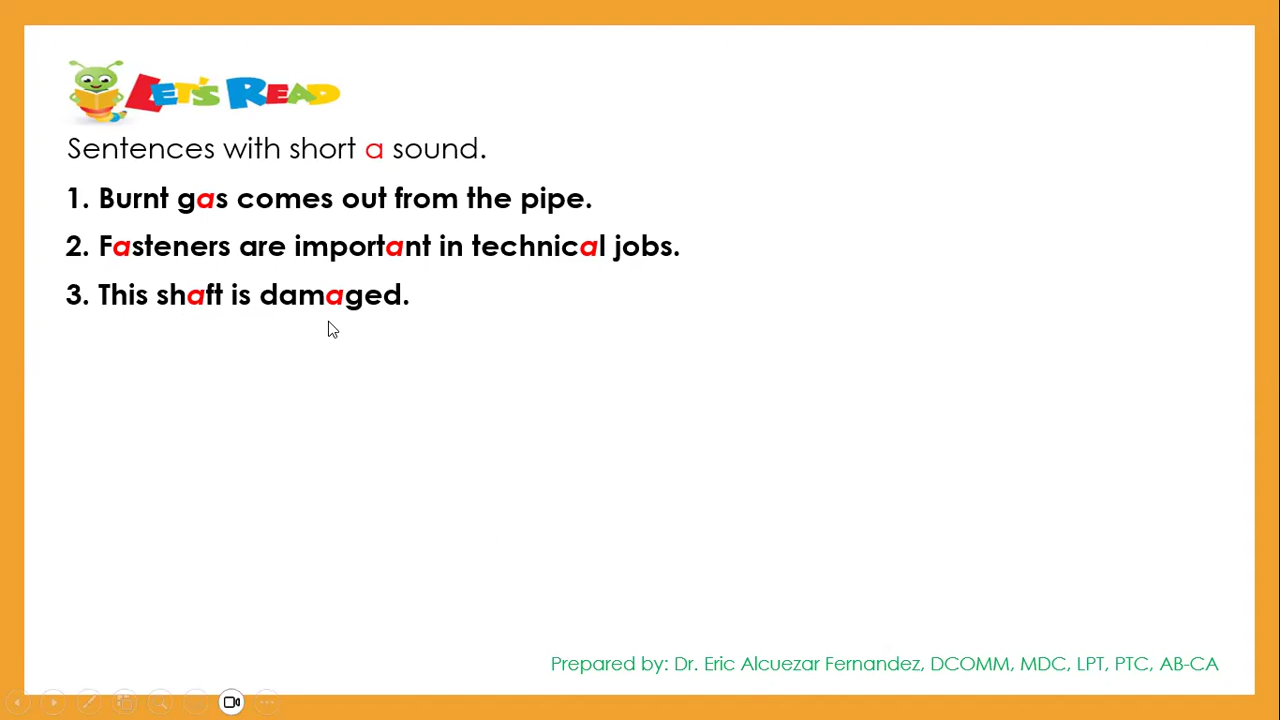 LET'S READ
Sentences with short a sound.
1. Burnt gas comes out from the pipe.
2. Fasteners are important in technical jobs.
3. This shaft is damaged.
Prepared by: Dr. Eric Alcuezar Fernandez, DCOMM, MDC, LPT, PTC, AB-CA